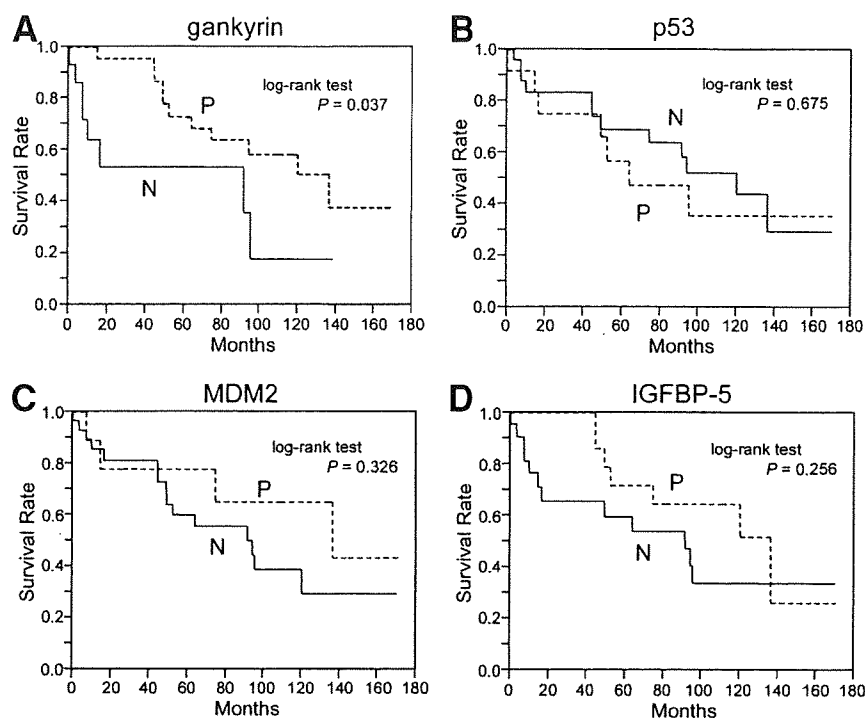 A
gankyrin
Survival Rate
1.0
0.8
0.6
0.4
0.2
0.0
log-rank test
P = 0.037
P
N
0 20 40 60 80 100 120 140 160 180
Months
B
p53
Survival Rate
1.0
0.8
0.6
0.4
0.2
0.0
log-rank test
P = 0.675
N
P
0 20 40 60 80 100 120 140 160 180
Months
C
MDM2
Survival Rate
1.0
0.8
0.6
0.4
0.2
0.0
log-rank test
P = 0.326
P
N
0 20 40 60 80 100 120 140 160 180
Months
D
IGFBP-5
Survival Rate
1.0
0.8
0.6
0.4
0.2
0.0
log-rank test
P = 0.256
P
N
0 20 40 60 80 100 120 140 160 180
Months